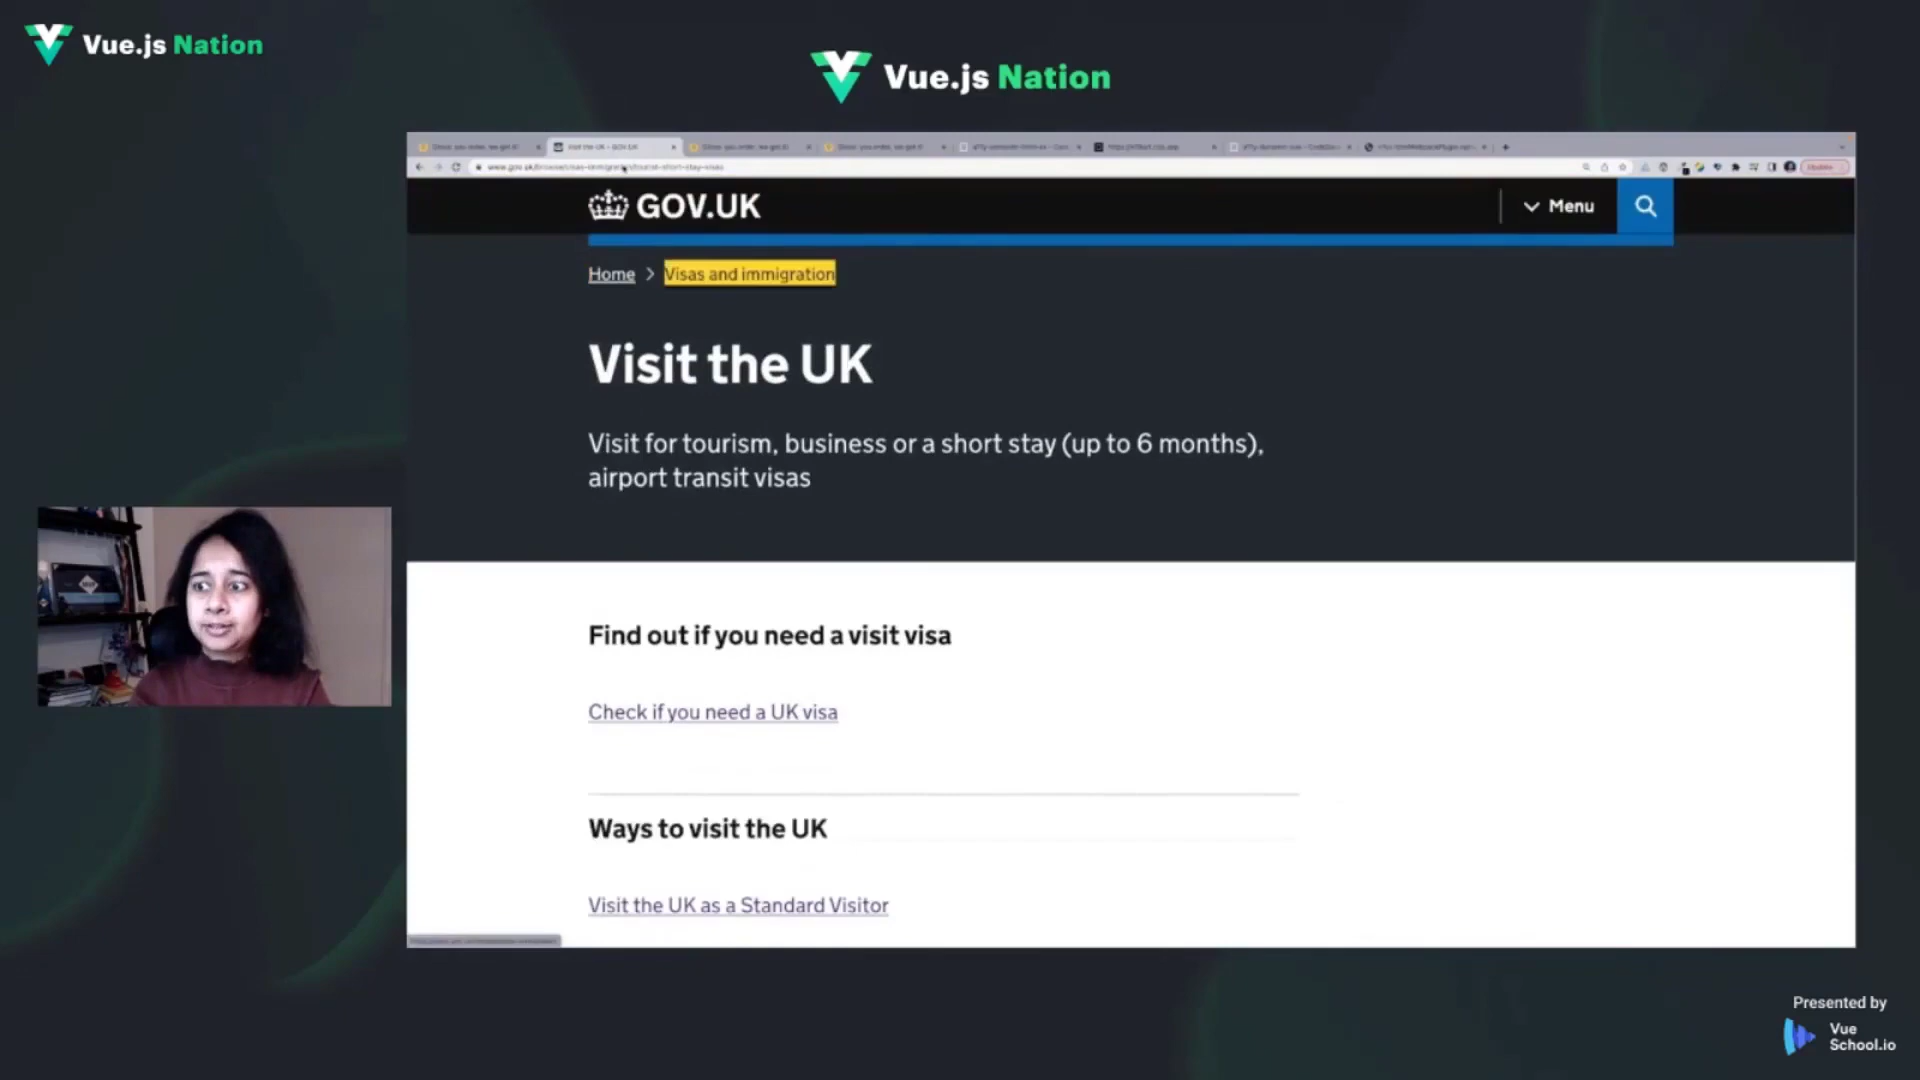 Vue.js Nation
Vue.js Nation
GOV.UK
Menu
Home
Visas and immigration
Visit the UK
Visit for tourism, business or a short stay (up to 6 months),
airport transit visas
Find out if you need a visit visa
Check if you need a UK visa
Ways to visit the UK
Visit the UK as a Standard Visitor
Presented by
Vue
School.io